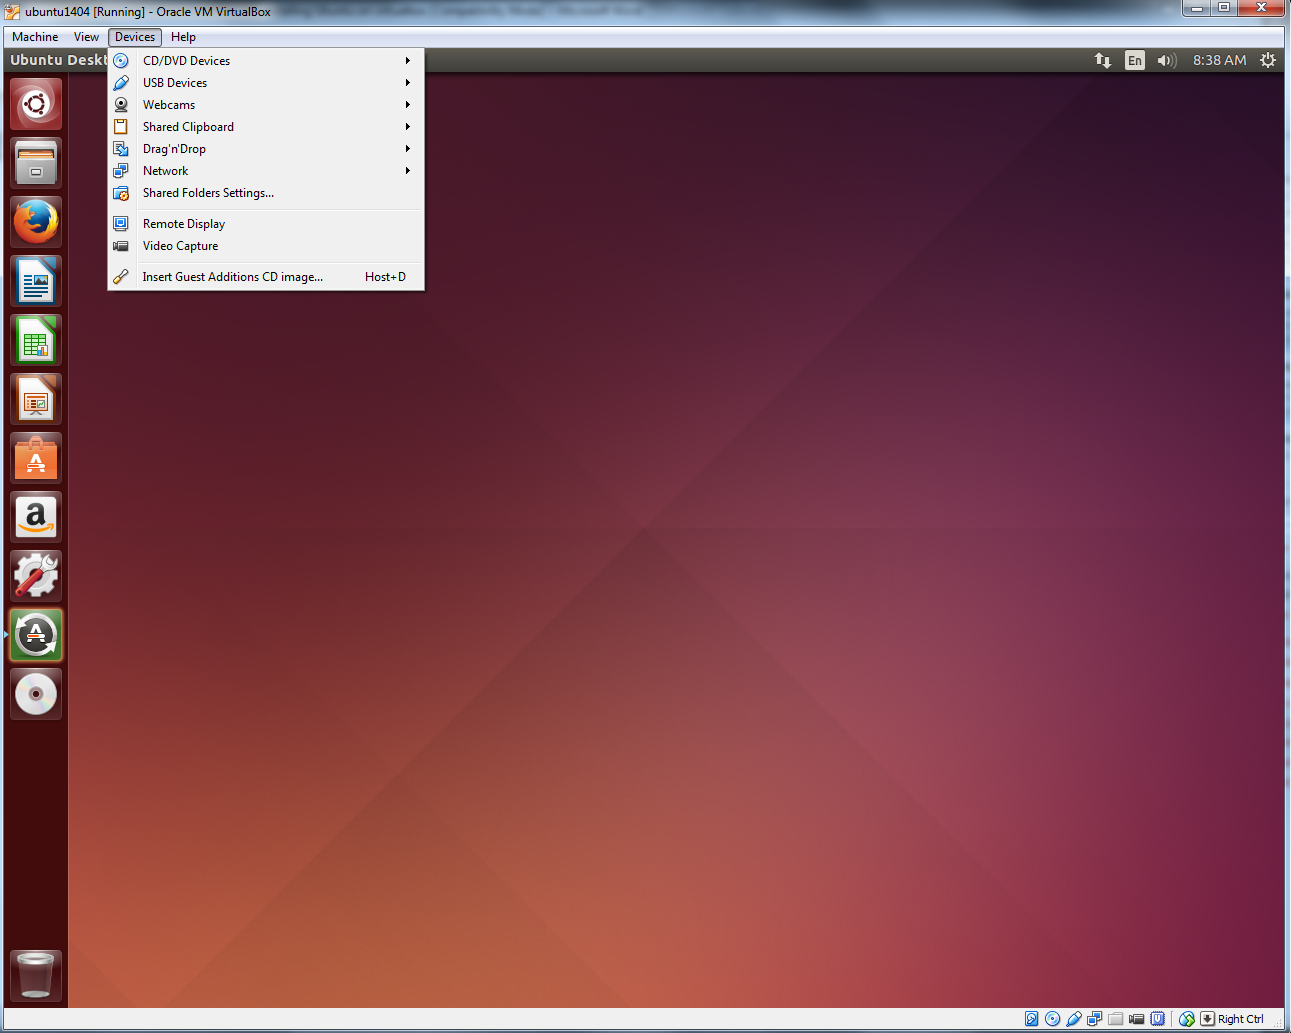 ubuntu1404 [Running] - Oracle VM VirtualBox
Machine View Devices Help
Ubuntu Deskt
En
8:38 AM
CD/DVD Devices
USB Devices
Webcams
Shared Clipboard
Drag'n'Drop
Network
Shared Folders Settings...
Remote Display
Video Capture
Insert Guest Additions CD image... Host+D
a
Right Ctrl